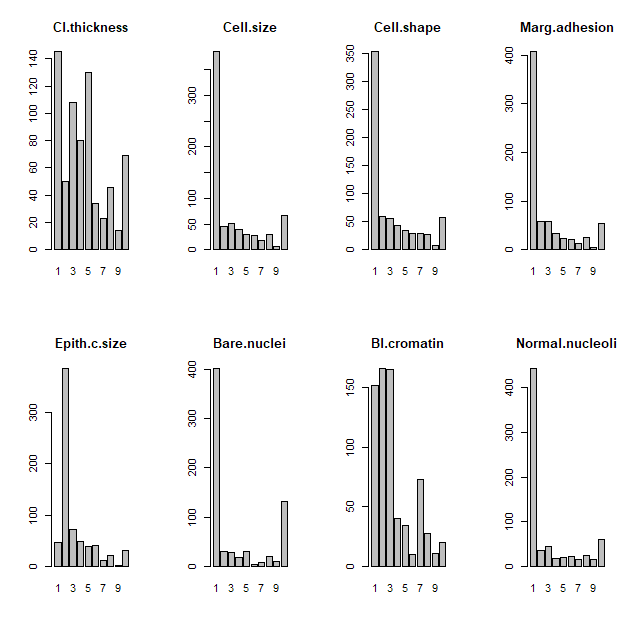 Cl.thickness
0 20 40 60 80 100 120 140
1 3 5 7 9
Cell.size
0 50 100 200 300
1 3 5 7 9
Cell.shape
0 50 100 150 200 250 300 350
1 3 5 7 9
Marg.adhesion
0 100 200 300 400
1 3 5 7 9
Epith.c.size
0 100 200 300
1 3 5 7 9
Bare.nuclei
0 100 200 300 400
1 3 5 7 9
Bl.cromatin
0 50 100 150
1 3 5 7 9
Normal.nucleoli
0 100 200 300 400
1 3 5 7 9